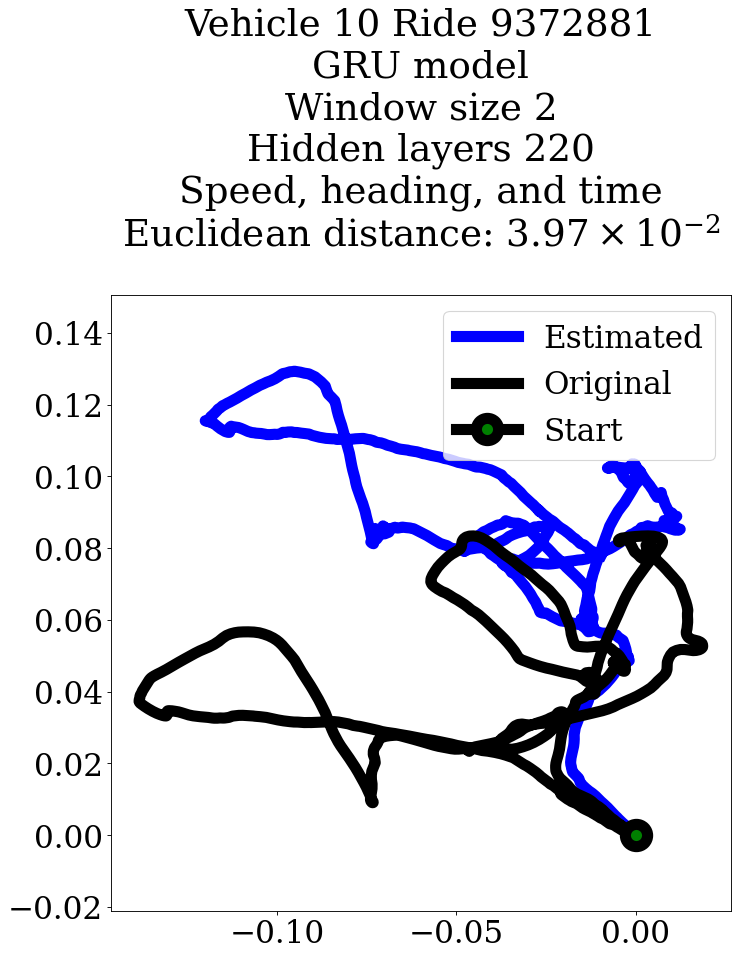 Vehicle 10 Ride 9372881
GRU model
Window size 2
Hidden layers 220
Speed, heading, and time
Euclidean distance: 3.97 × 10⁻²
Estimated
Original
Start
0.14
0.12
0.10
0.08
0.06
0.04
0.02
0.00
−0.02
−0.10 −0.05 0.00